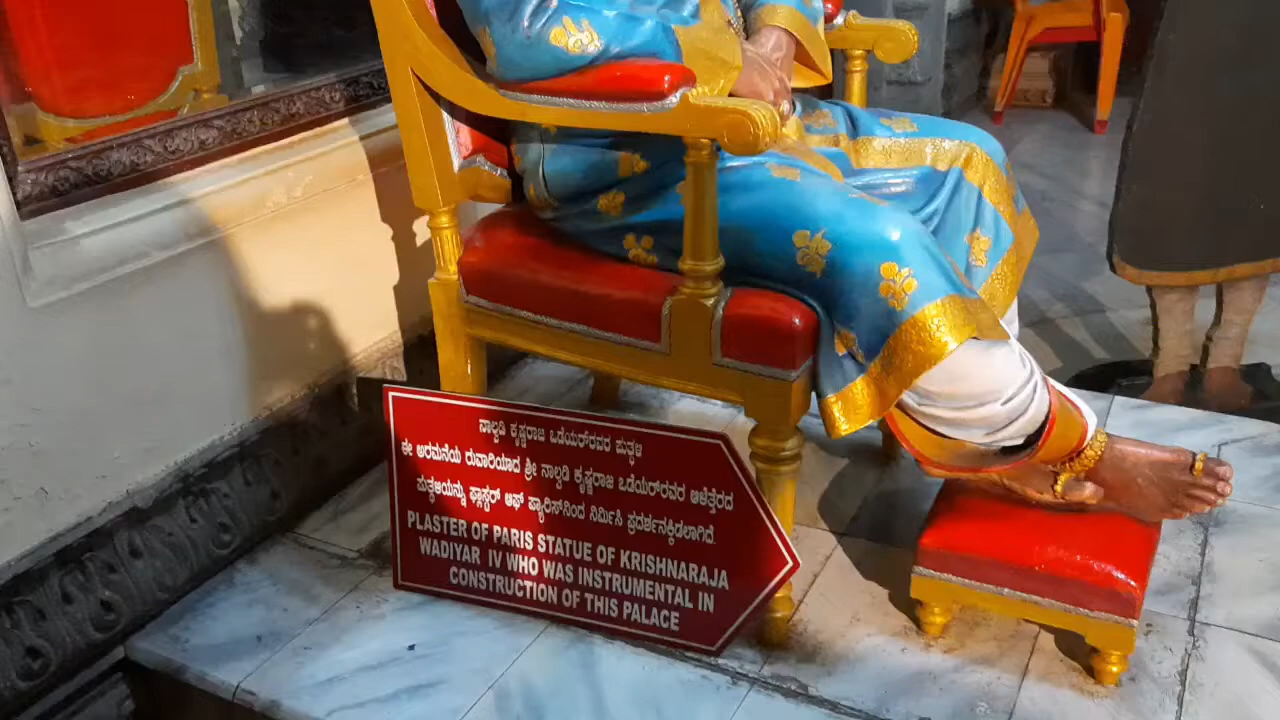 ನಾಲ್ವಡಿ ಕೃಷ್ಣರಾಜ ಒಡೆಯರ್‌ರವರ ಪುತ್ಥಳಿ
ಈ ಅರಮನೆಯ ರುವಾರಿಯಾದ ಶ್ರೀ ನಾಲ್ವಡಿ ಕೃಷ್ಣರಾಜ ಒಡೆಯರ್‌ರವರ ಆಳೆತ್ತರದ
ಪುತ್ಥಳಿಯನ್ನು ಪ್ಲಾಸ್ಟರ್ ಆಫ್ ಪ್ಯಾರಿಸ್‌ನಿಂದ ನಿರ್ಮಿಸಿ ಪ್ರದರ್ಶನಕ್ಕಿಡಲಾಗಿದೆ.
PLASTER OF PARIS STATUE OF KRISHNARAJA
WADIYAR IV WHO WAS INSTRUMENTAL IN
CONSTRUCTION OF THIS PALACE